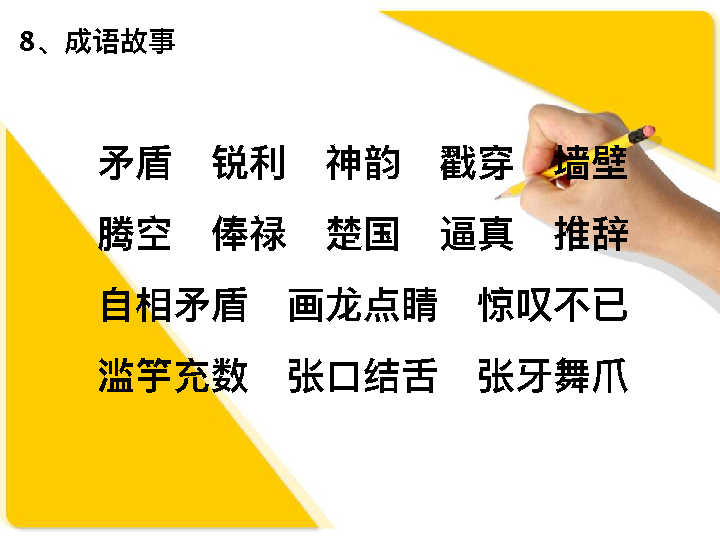 8、成语故事
矛盾 锐利 神韵 戳穿 墙壁
腾空 俸禄 楚国 逼真 推辞
自相矛盾 画龙点睛 惊叹不已
滥竽充数 张口结舌 张牙舞爪